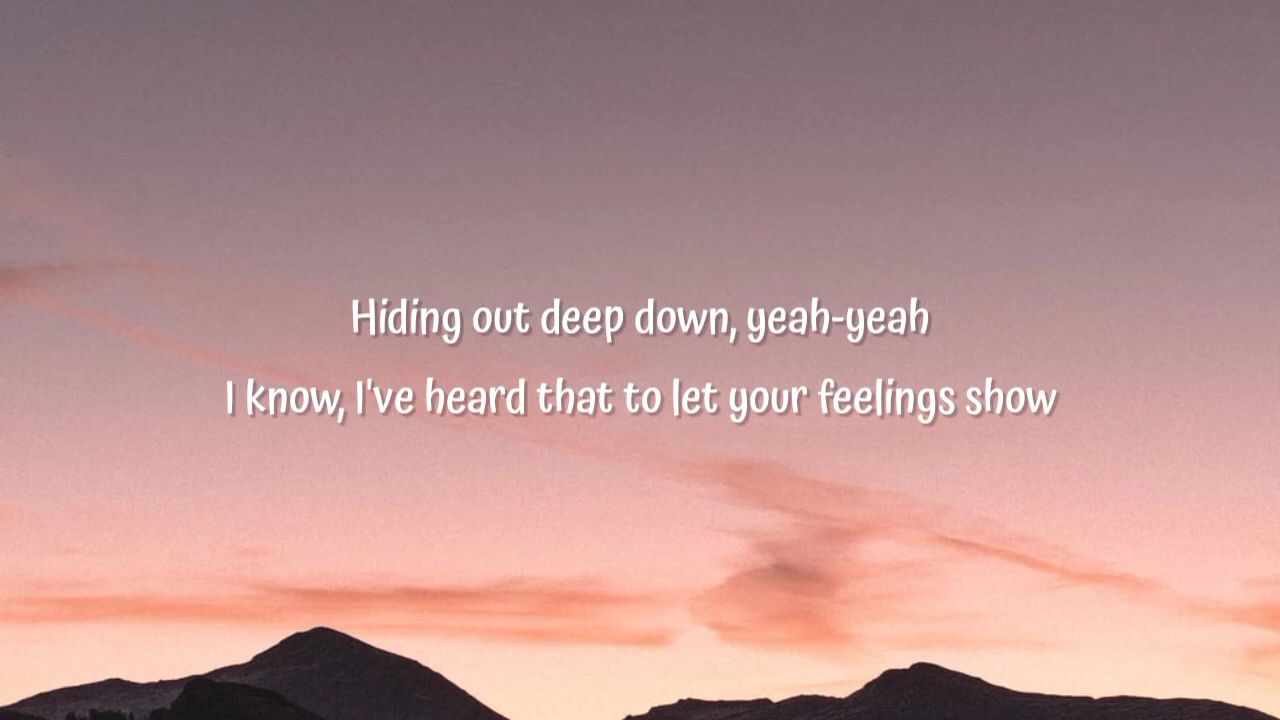 Hiding out deep down, yeah-yeah
I know, I've heard that to let your feelings show